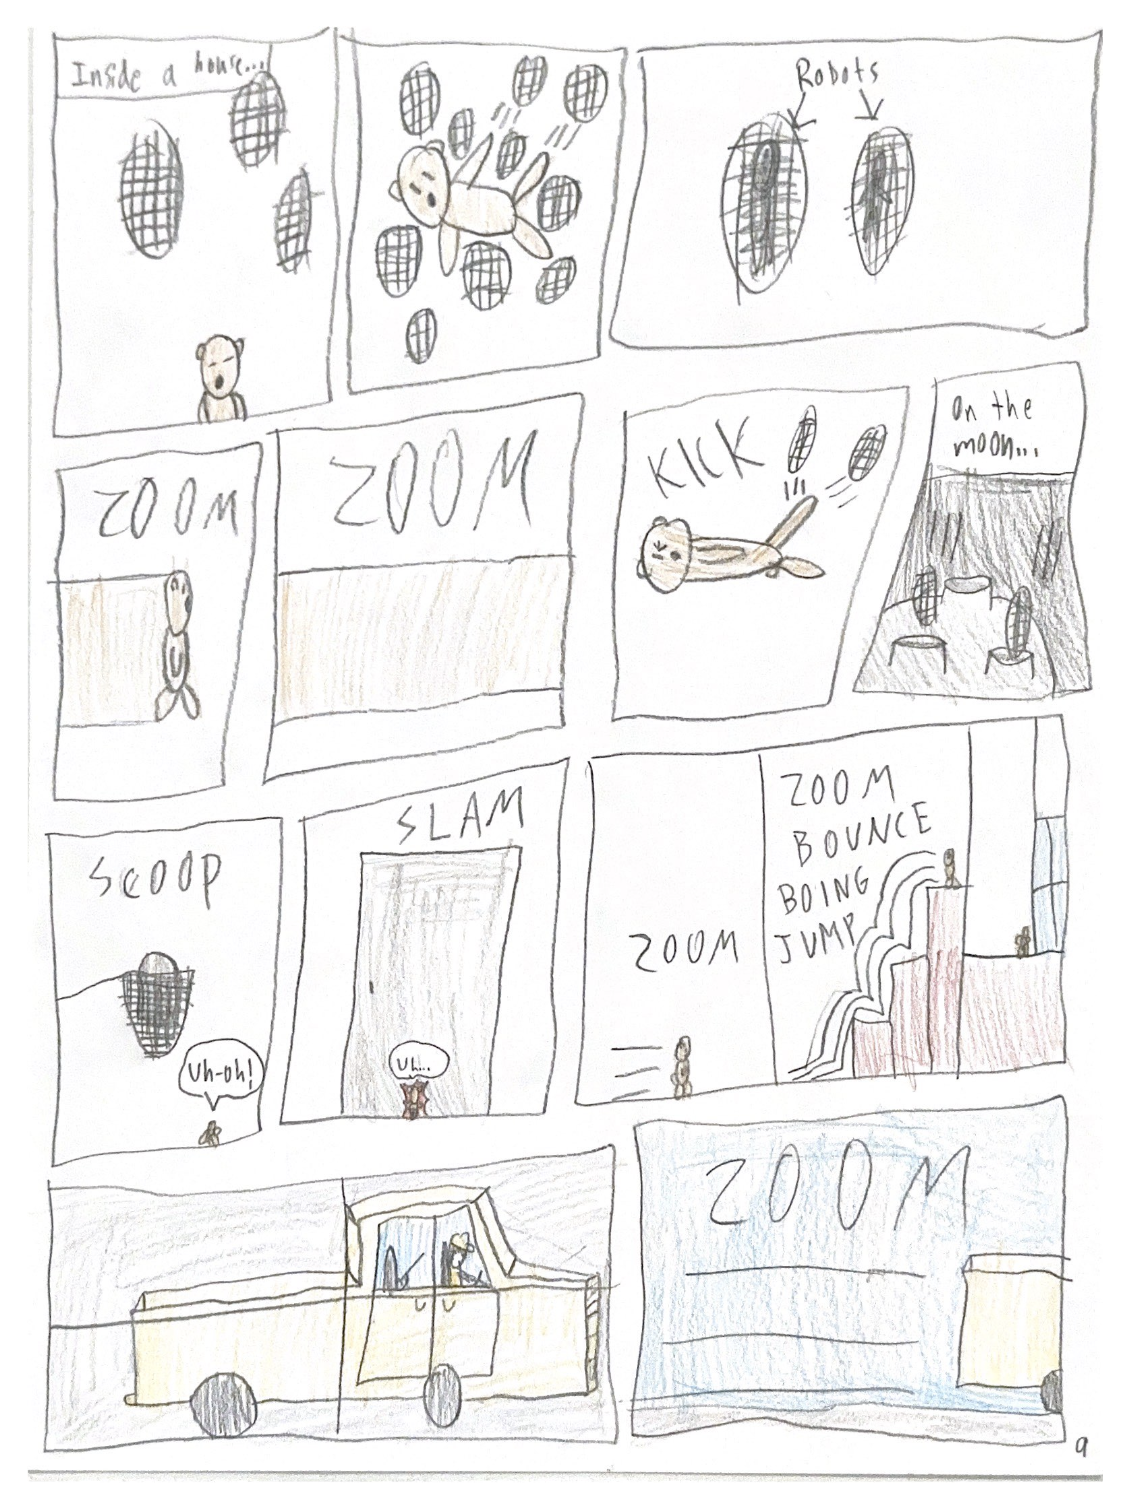 Inside a house...
Robots
ZOOM
ZOOM
KICK
On the
moon...
SCOOP
Uh-oh!
SLAM
Uh...
ZOOM
ZOOM
BOUNCE
BOING
JUMP
ZOOM
9